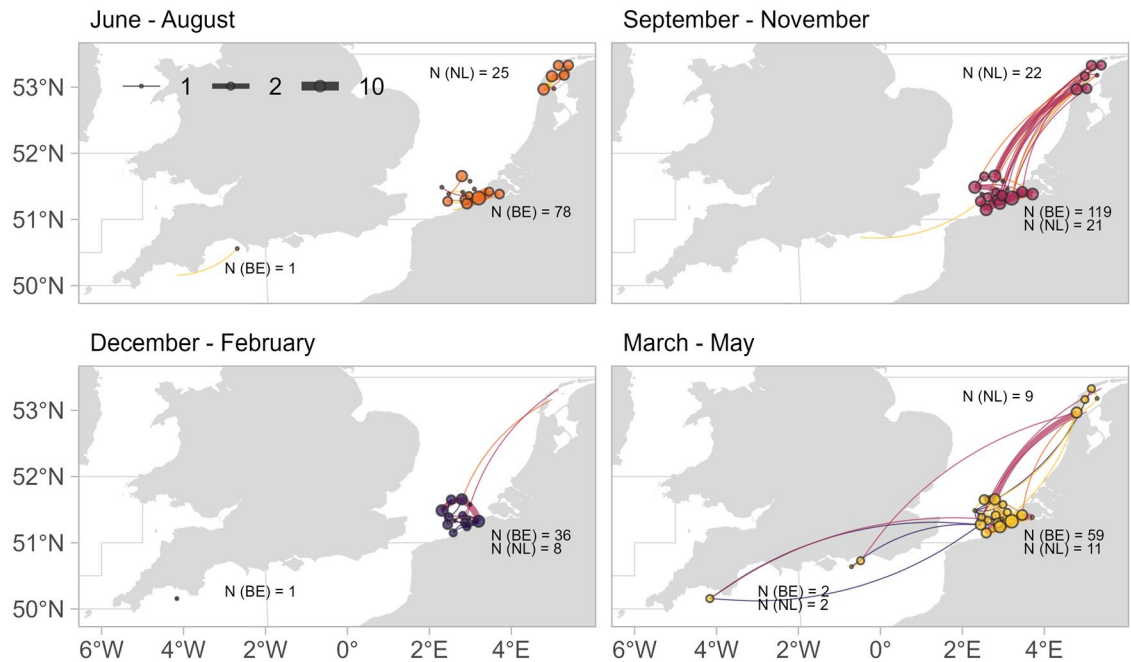 June - August
September - November
53°N
52°N
51°N
50°N
1 2 10
N (NL) = 25
N (BE) = 78
N (BE) = 1
N (NL) = 22
N (BE) = 119
N (NL) = 21
December - February
March - May
53°N
52°N
51°N
50°N
N (BE) = 36
N (NL) = 8
N (BE) = 1
N (NL) = 9
N (BE) = 59
N (NL) = 11
N (BE) = 2
N (NL) = 2
6°W 4°W 2°W 0° 2°E 4°E
6°W 4°W 2°W 0° 2°E 4°E